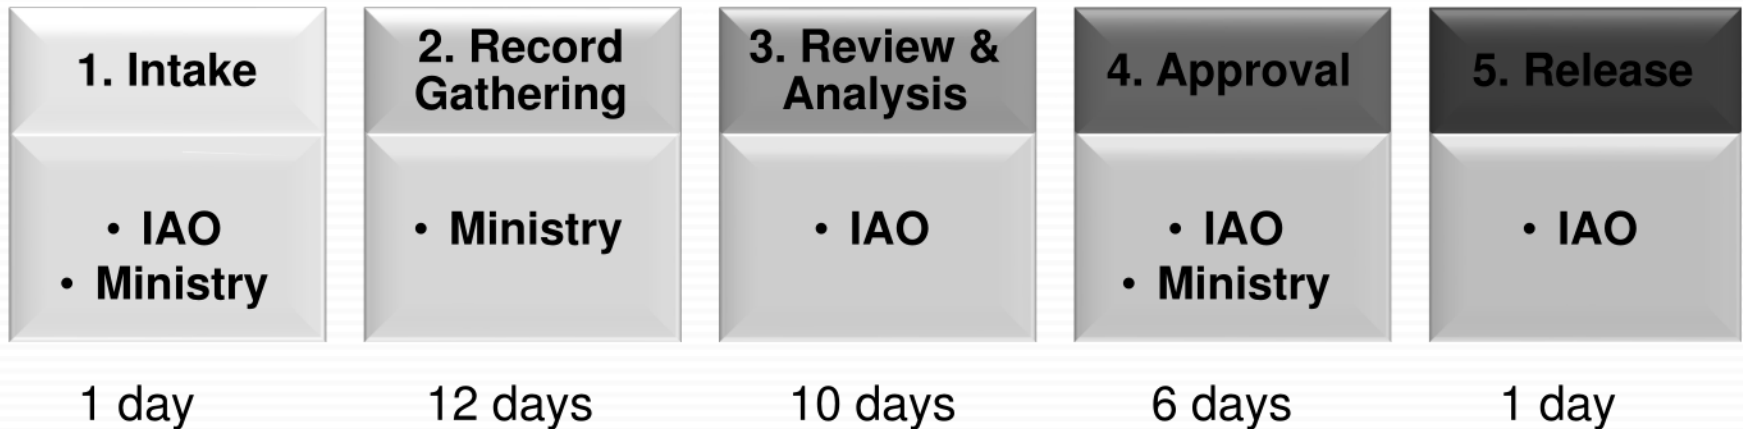 1. Intake
• IAO
• Ministry
1 day
2. Record
Gathering
• Ministry
12 days
3. Review &
Analysis
• IAO
10 days
4. Approval
• IAO
• Ministry
6 days
5. Release
• IAO
1 day